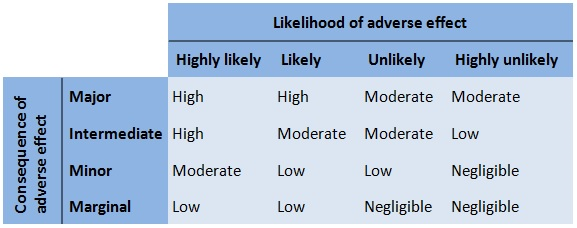 Likelihood of adverse effect
Highly likely Likely Unlikely Highly unlikely
Consequence of
adverse effect
Major High High Moderate Moderate
Intermediate High Moderate Moderate Low
Minor Moderate Low Low Negligible
Marginal Low Low Negligible Negligible